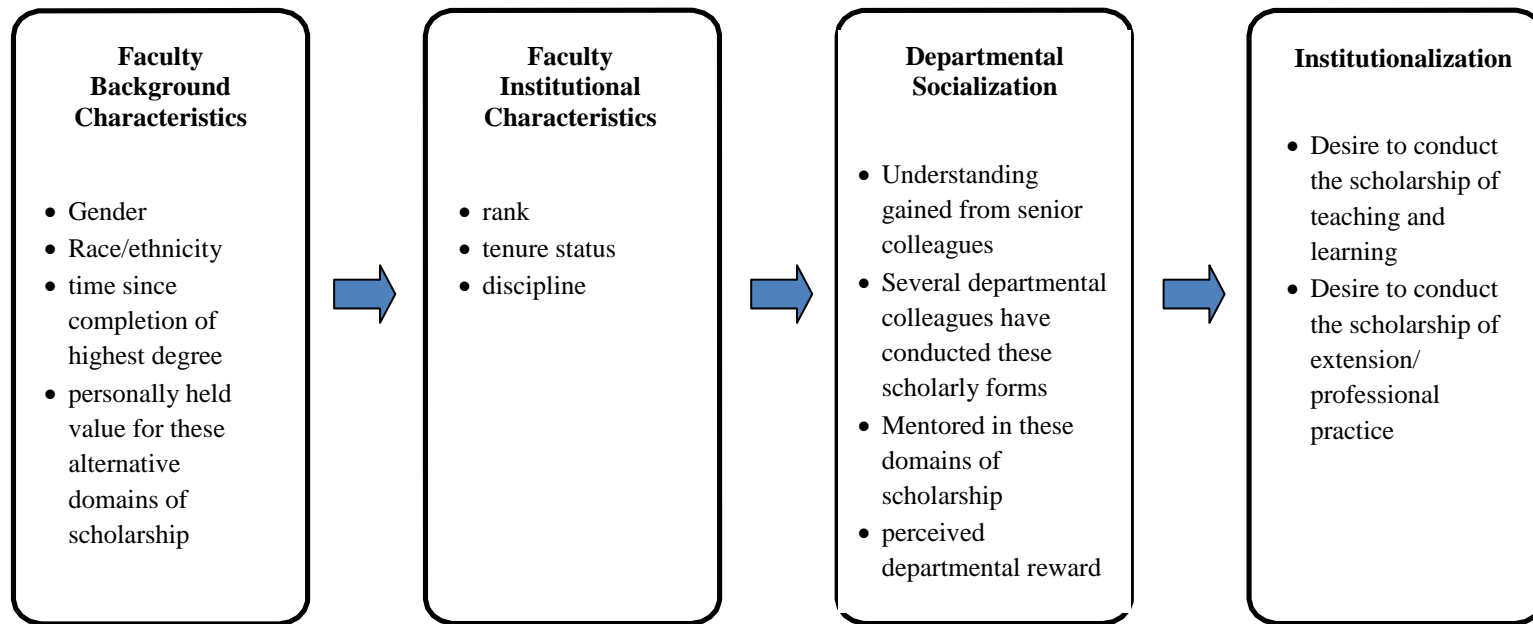 Faculty
Background
Characteristics
• Gender
• Race/ethnicity
• time since
completion of
highest degree
• personally held
value for these
alternative
domains of
scholarship
Faculty
Institutional
Characteristics
• rank
• tenure status
• discipline
Departmental
Socialization
• Understanding
gained from senior
colleagues
• Several departmental
colleagues have
conducted these
scholarly forms
• Mentored in these
domains of
scholarship
• perceived
departmental reward
Institutionalization
• Desire to conduct
the scholarship of
teaching and
learning
• Desire to conduct
the scholarship of
extension/
professional
practice